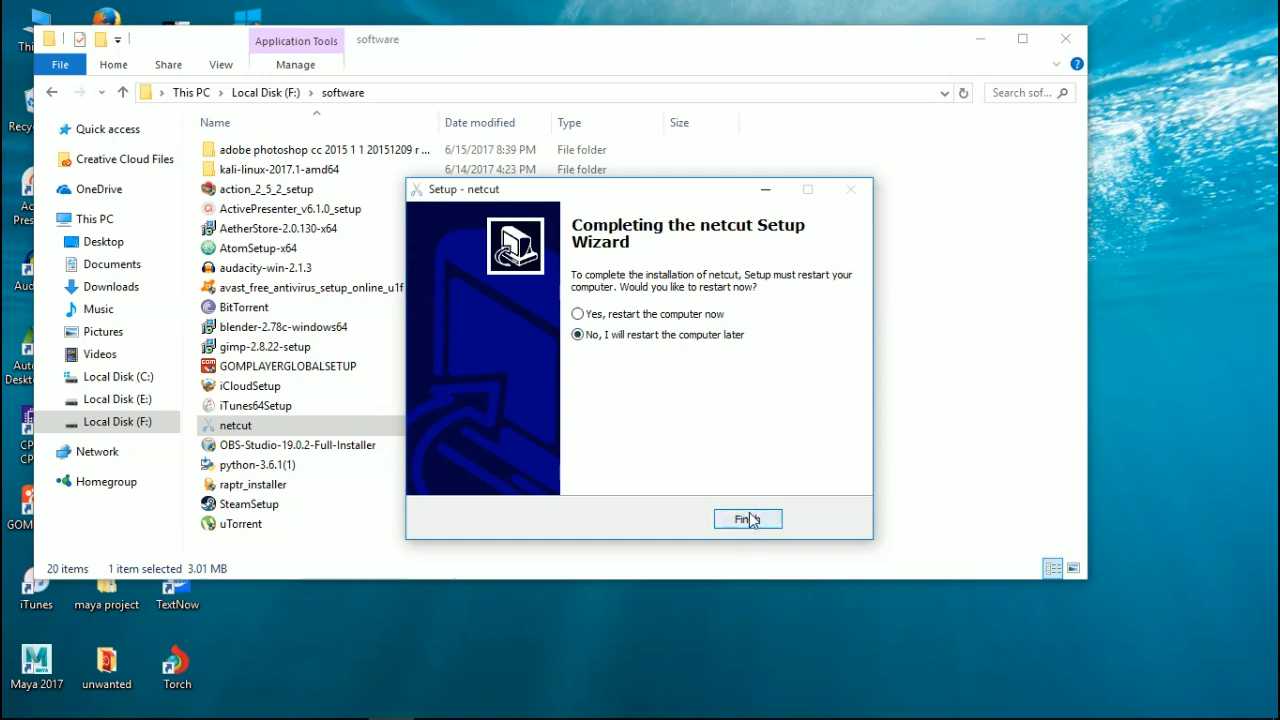 Application Tools
software
File
Home
Share
View
Manage
This PC
Local Disk (F:)
software
Search sof...
Name
Date modified
Type
Size
Quick access
Creative Cloud Files
OneDrive
This PC
Desktop
Documents
Downloads
Music
Pictures
Videos
Local Disk (C:)
Local Disk (E:)
Local Disk (F:)
Network
Homegroup
adobe photoshop cc 2015 1 1 20151209 r ...
6/15/2017 8:39 PM
File folder
kali-linux-2017.1-amd64
6/14/2017 4:23 PM
File folder
action_2_5_2_setup
ActivePresenter_v6.1.0_setup
AetherStore-2.0.130-x64
AtomSetup-x64
audacity-win-2.1.3
avast_free_antivirus_setup_online_u1f
BitTorrent
blender-2.78c-windows64
gimp-2.8.22-setup
GOMPLAYERGLOBALSETUP
iCloudSetup
iTunes64Setup
netcut
OBS-Studio-19.0.2-Full-Installer
python-3.6.1(1)
raptr_installer
SteamSetup
uTorrent
20 items
1 item selected
3.01 MB
Setup - netcut
Completing the netcut Setup
Wizard
To complete the installation of netcut, Setup must restart your
computer. Would you like to restart now?
Yes, restart the computer now
No, I will restart the computer later
iTunes
maya project
TextNow
Maya 2017
unwanted
Torch